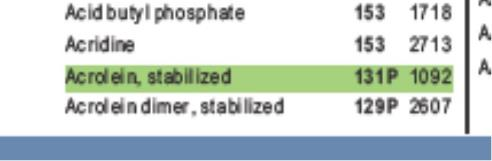 Acid butyl phosphate 153 1718
Acridine 153 2713
Acrolein, stabilized 131P 1092
Acrolein dimer, stabilized 129P 2607